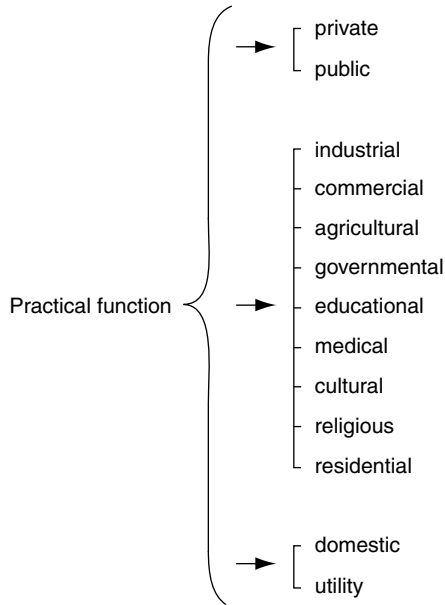 private
public
industrial
commercial
agricultural
governmental
Practical function
educational
medical
cultural
religious
residential
domestic
utility